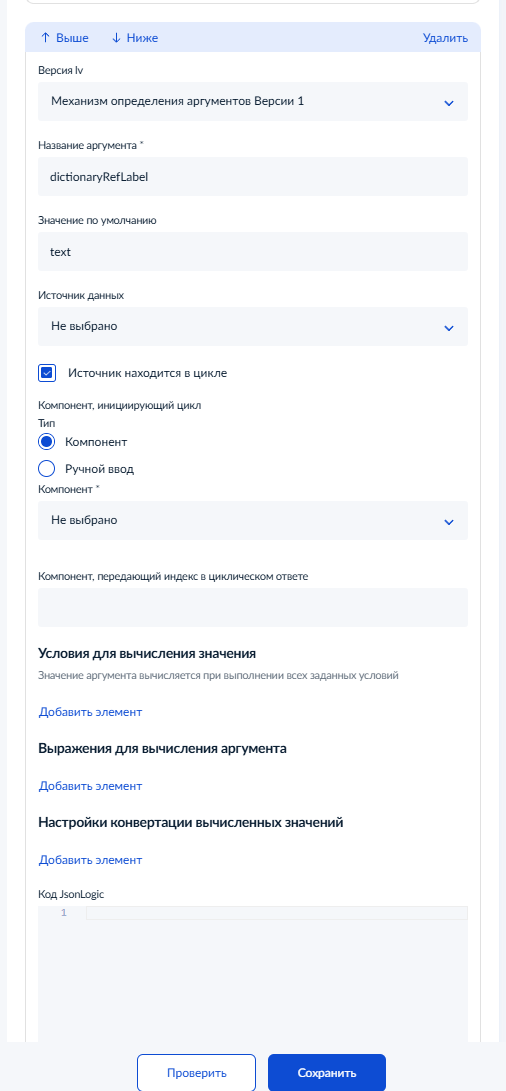 Выше
Ниже
Удалить
Версия lv
Механизм определения аргументов Версии 1
Название аргумента *
dictionaryRefLabel
Значение по умолчанию
text
Источник данных
Не выбрано
Источник находится в цикле
Компонент, инициирующий цикл
Тип
Компонент
Ручной ввод
Компонент *
Не выбрано
Компонент, передающий индекс в циклическом ответе
Условия для вычисления значения
Значение аргумента вычисляется при выполнении всех заданных условий
Добавить элемент
Выражения для вычисления аргумента
Добавить элемент
Настройки конвертации вычисленных значений
Добавить элемент
Код JsonLogic
1
Проверить
Сохранить